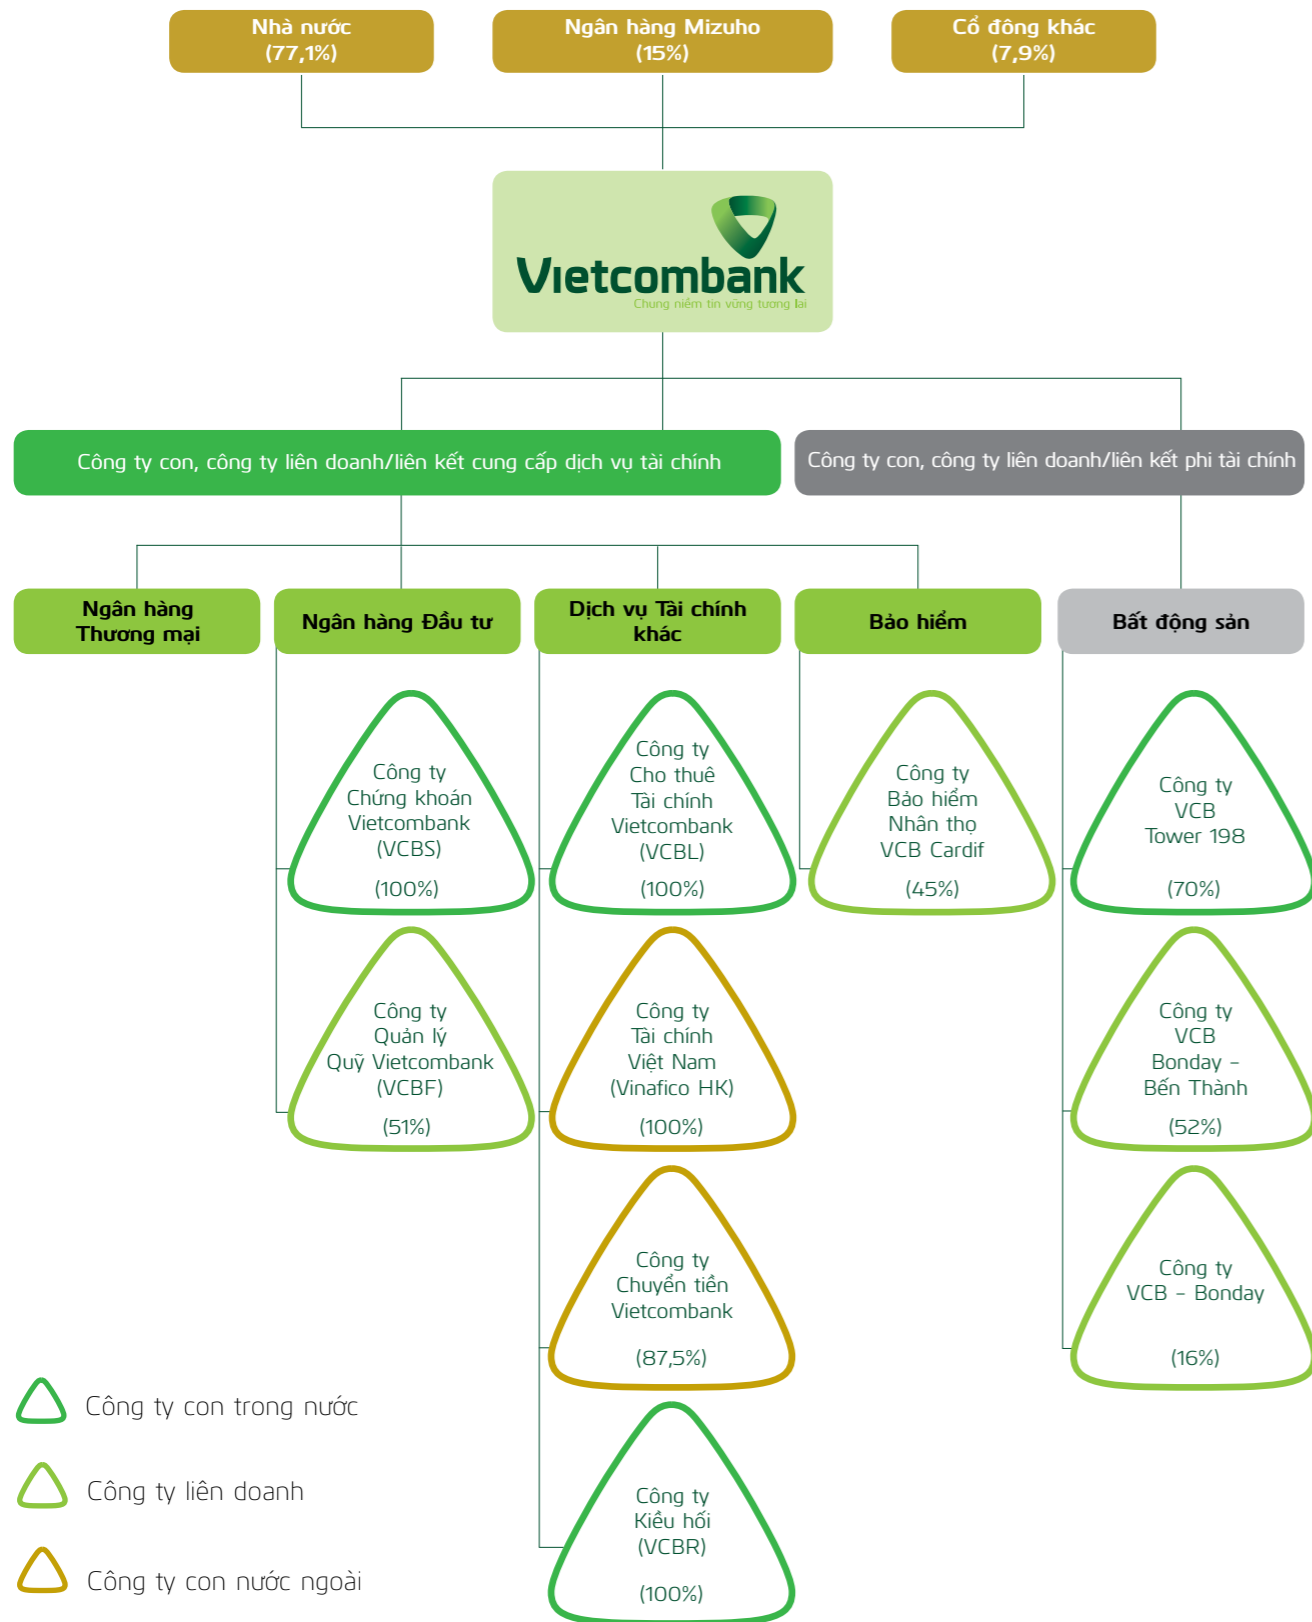 Nhà nước
(77,1%)
Ngân hàng Mizuho
(15%)
Cổ đông khác
(7,9%)
Vietcombank
Chung niềm tin vững tương lai
Công ty con, công ty liên doanh/liên kết cung cấp dịch vụ tài chính
Công ty con, công ty liên doanh/liên kết phi tài chính
Ngân hàng
Thương mại
Ngân hàng Đầu tư
Dịch vụ Tài chính
khác
Bảo hiểm
Bất động sản
Công ty
Chứng khoán
Vietcombank
(VCBS)
(100%)
Công ty
Cho thuê
Tài chính
Vietcombank
(VCBL)
(100%)
Công ty
Bảo hiểm
Nhân thọ
VCB Cardif
(45%)
Công ty
VCB
Tower 198
(70%)
Công ty
Quản lý
Quỹ Vietcombank
(VCBF)
(51%)
Công ty
Tài chính
Việt Nam
(Vinafico HK)
(100%)
Công ty
VCB
Bonday –
Bến Thành
(52%)
Công ty
Chuyển tiền
Vietcombank
(87,5%)
Công ty
VCB – Bonday
(16%)
Công ty
Kiều hối
(VCBR)
(100%)
Công ty con trong nước
Công ty liên doanh
Công ty con nước ngoài